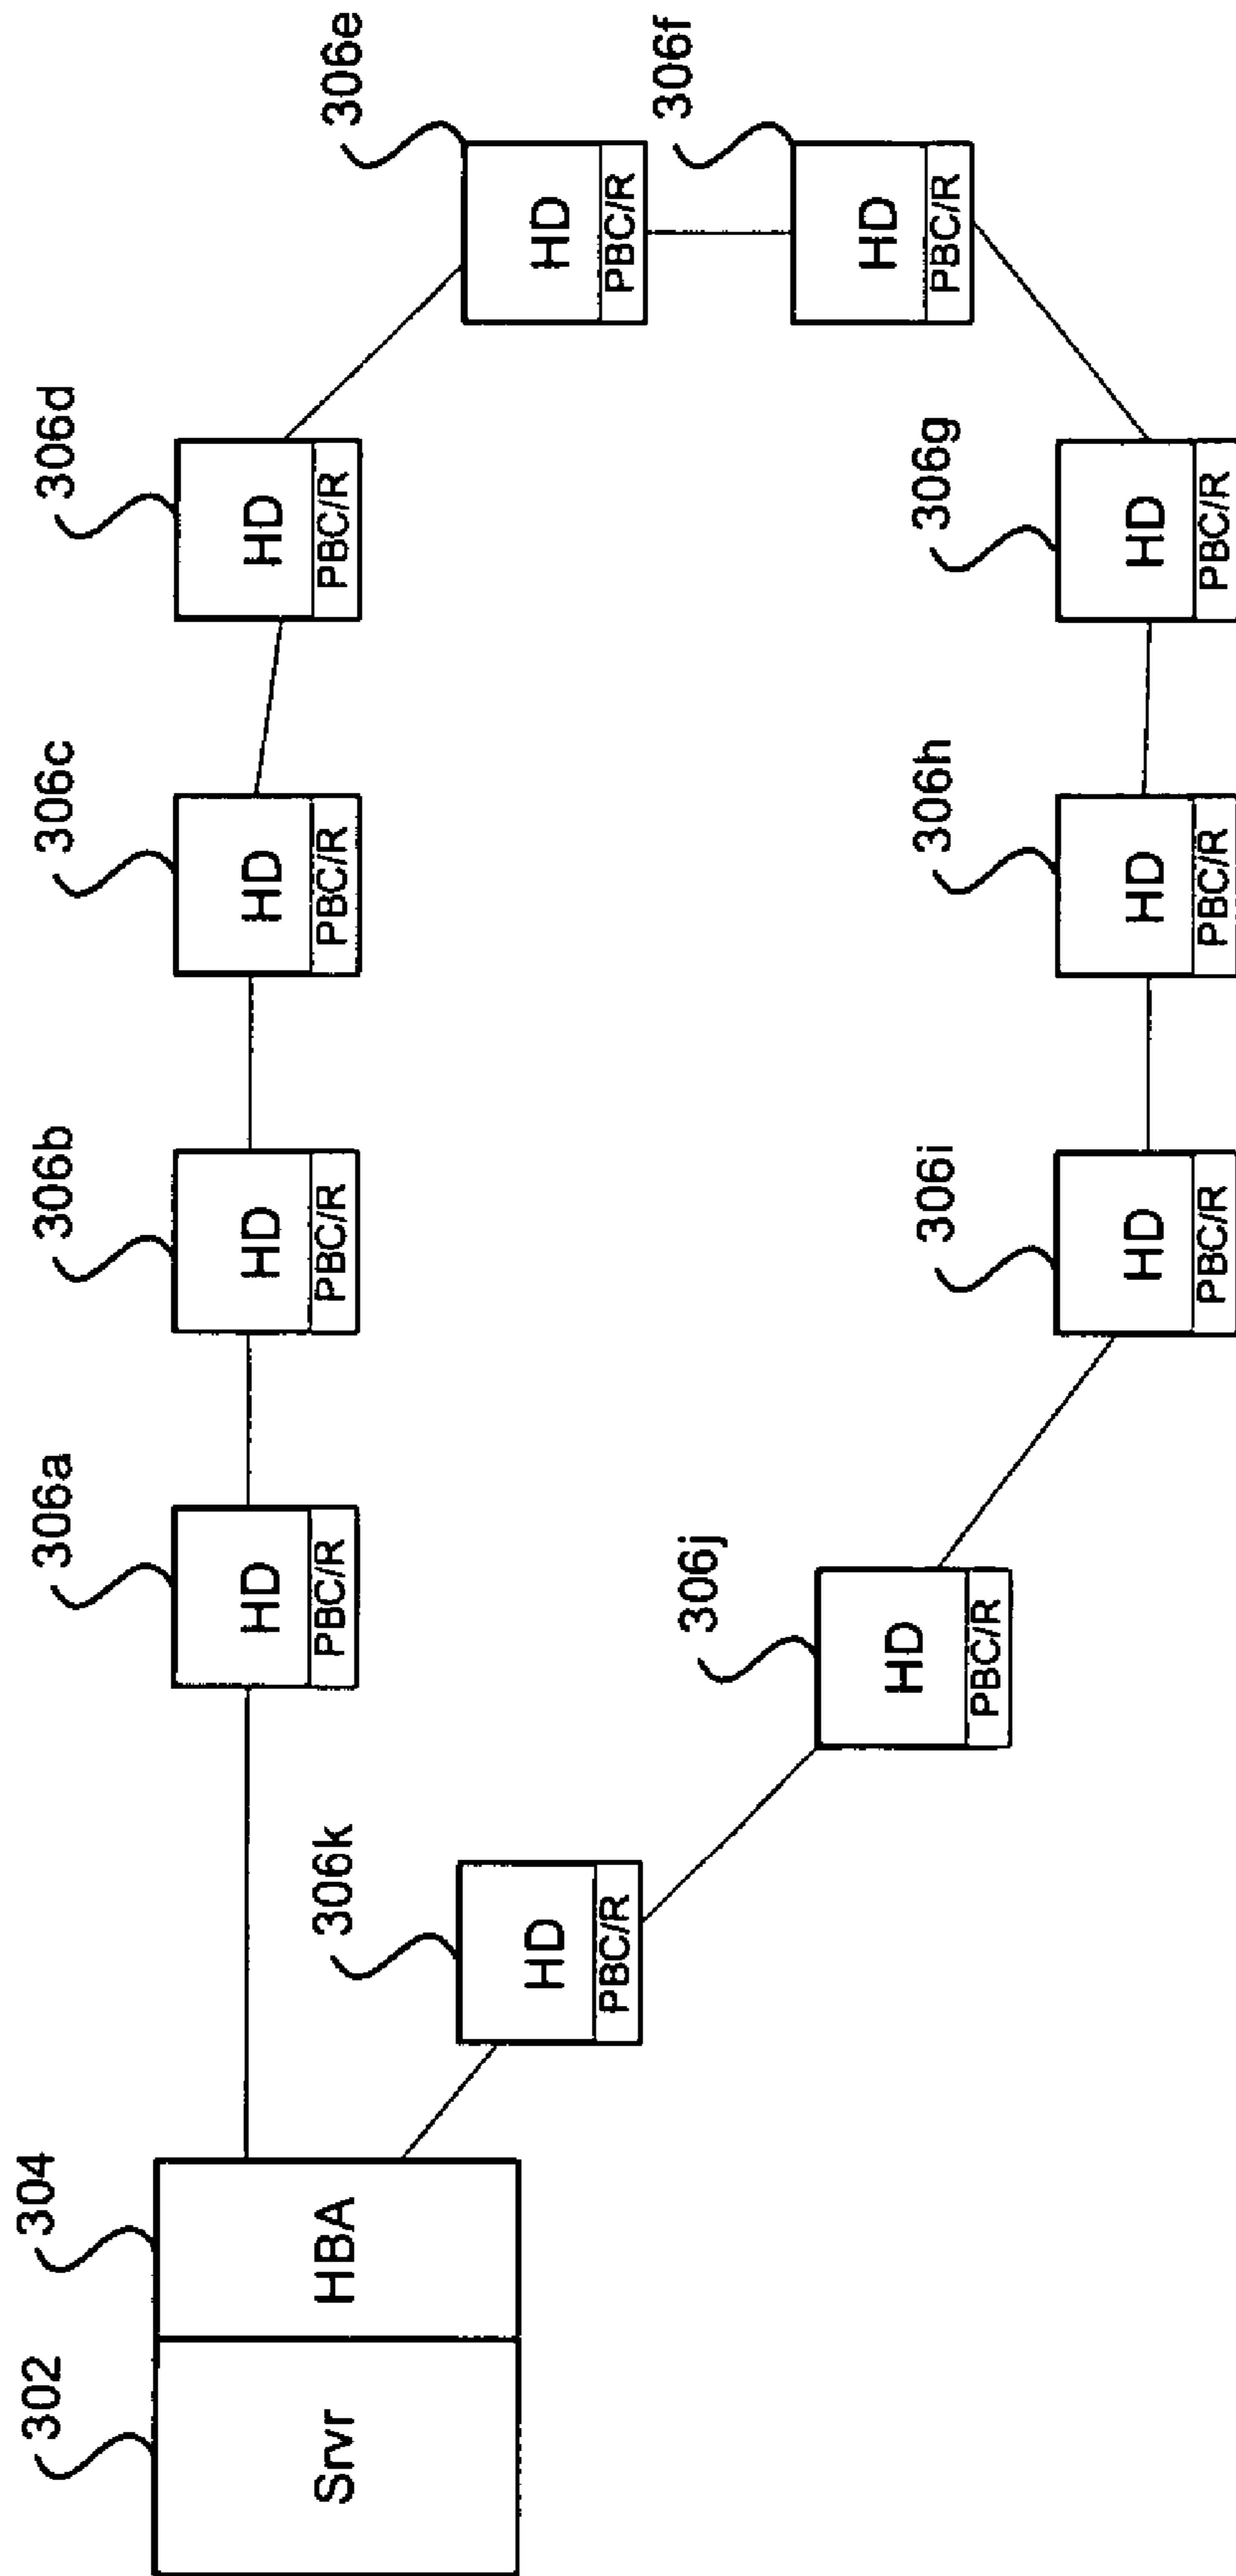 302
304
Srvr
HBA
306a
HD
PBC/R
306b
HD
PBC/R
306c
HD
PBC/R
306d
HD
PBC/R
306e
HD
PBC/R
306f
HD
PBC/R
306g
HD
PBC/R
306h
HD
PBC/R
306i
HD
PBC/R
306j
HD
PBC/R
306k
HD
PBC/R